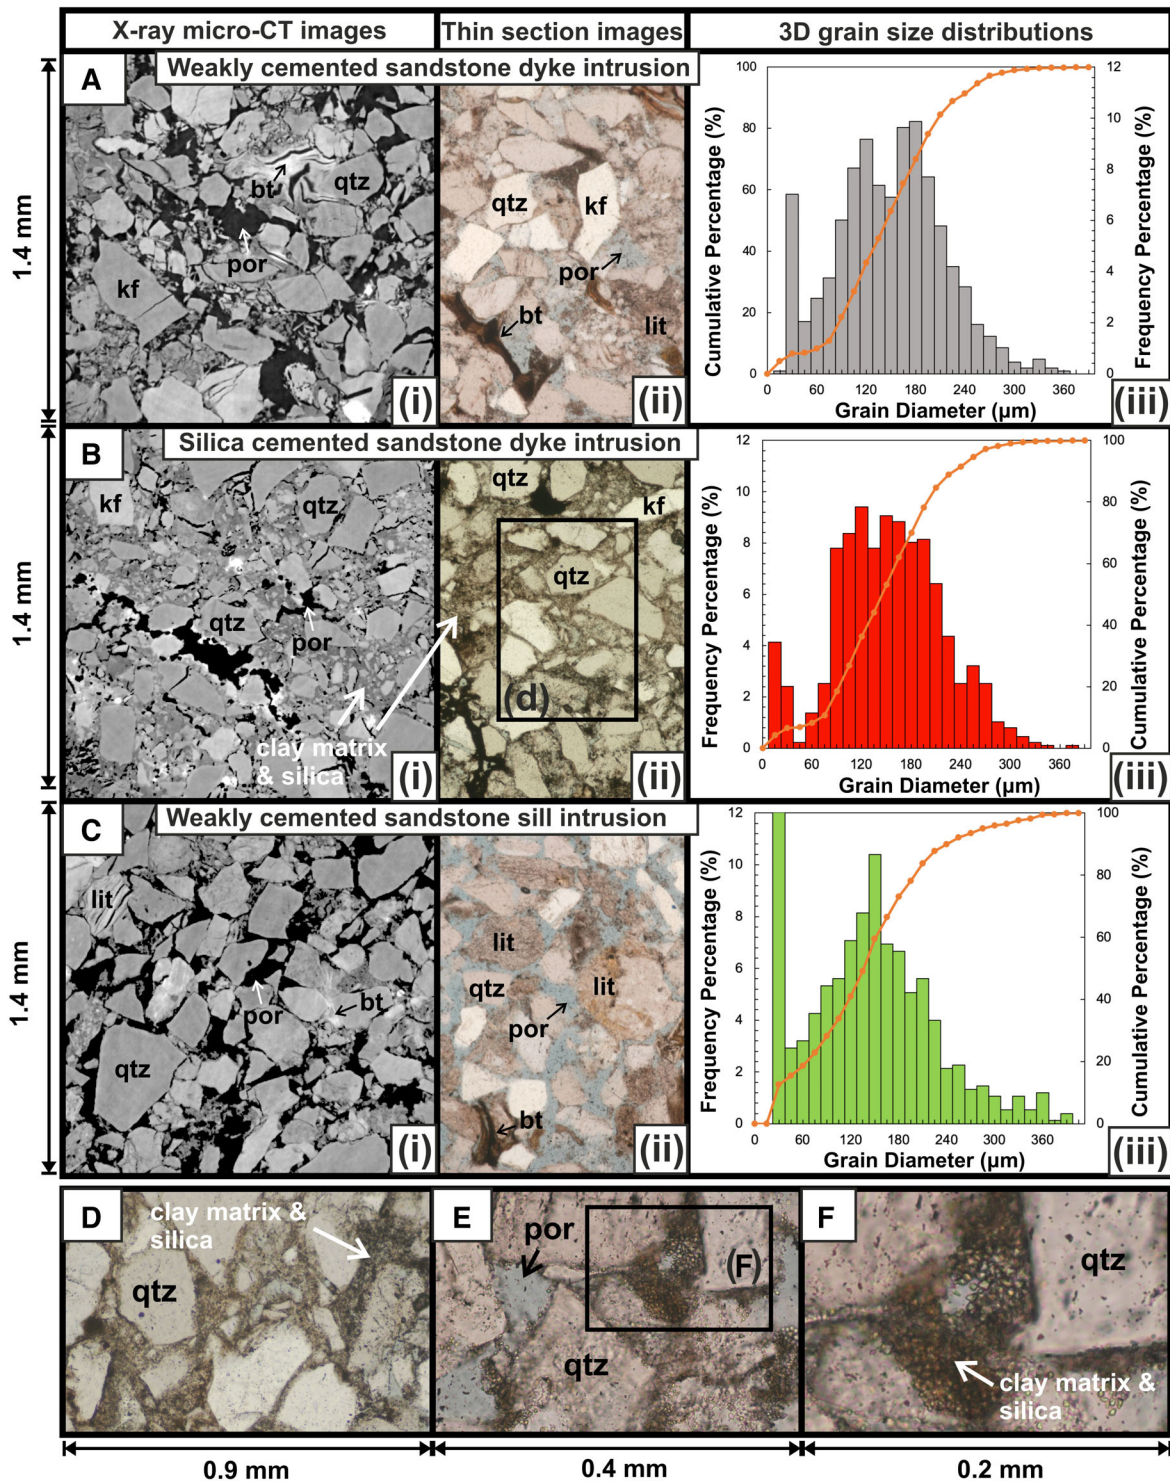 X-ray micro-CT images
Thin section images
3D grain size distributions
A
Weakly cemented sandstone dyke intrusion
1.4 mm
bt
qtz
por
kf
(i)
qtz
kf
por
bt
lit
(ii)
100
80
60
40
20
0
Cumulative Percentage (%)
12
10
8
6
4
2
0
Frequency Percentage (%)
0
60
120
180
240
300
360
Grain Diameter (µm)
(iii)
B
Silica cemented sandstone dyke intrusion
1.4 mm
kf
qtz
qtz
por
clay matrix
& silica
(i)
qtz
kf
qtz
(d)
(ii)
12
10
8
6
4
2
0
Frequency Percentage (%)
100
80
60
40
20
0
Cumulative Percentage (%)
0
60
120
180
240
300
360
Grain Diameter (µm)
(iii)
C
Weakly cemented sandstone sill intrusion
1.4 mm
lit
por
bt
qtz
(i)
lit
qtz
lit
por
bt
(ii)
12
10
8
6
4
2
0
Frequency Percentage (%)
100
80
60
40
20
0
Cumulative Percentage (%)
0
60
120
180
240
300
360
Grain Diameter (µm)
(iii)
D
clay matrix &
silica
qtz
0.9 mm
E
por
(F)
qtz
0.4 mm
F
qtz
clay matrix &
silica
0.2 mm